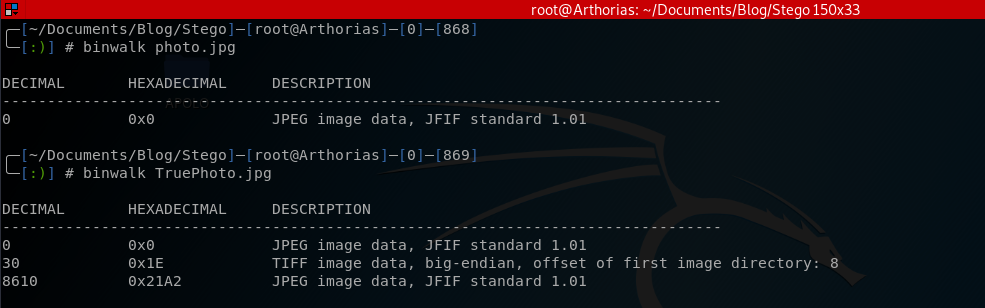 root@Arthorias: ~/Documents/Blog/Stego 150x33
╭─[~/Documents/Blog/Stego]─[root@Arthorias]─[0]─[868]
╰─[:)] # binwalk photo.jpg
DECIMAL       HEXADECIMAL     DESCRIPTION
--------------------------------------------------------------------------------
0             0x0             JPEG image data, JFIF standard 1.01
╭─[~/Documents/Blog/Stego]─[root@Arthorias]─[0]─[869]
╰─[:)] # binwalk TruePhoto.jpg
DECIMAL       HEXADECIMAL     DESCRIPTION
--------------------------------------------------------------------------------
0             0x0             JPEG image data, JFIF standard 1.01
30            0x1E            TIFF image data, big-endian, offset of first image directory: 8
8610          0x21A2          JPEG image data, JFIF standard 1.01